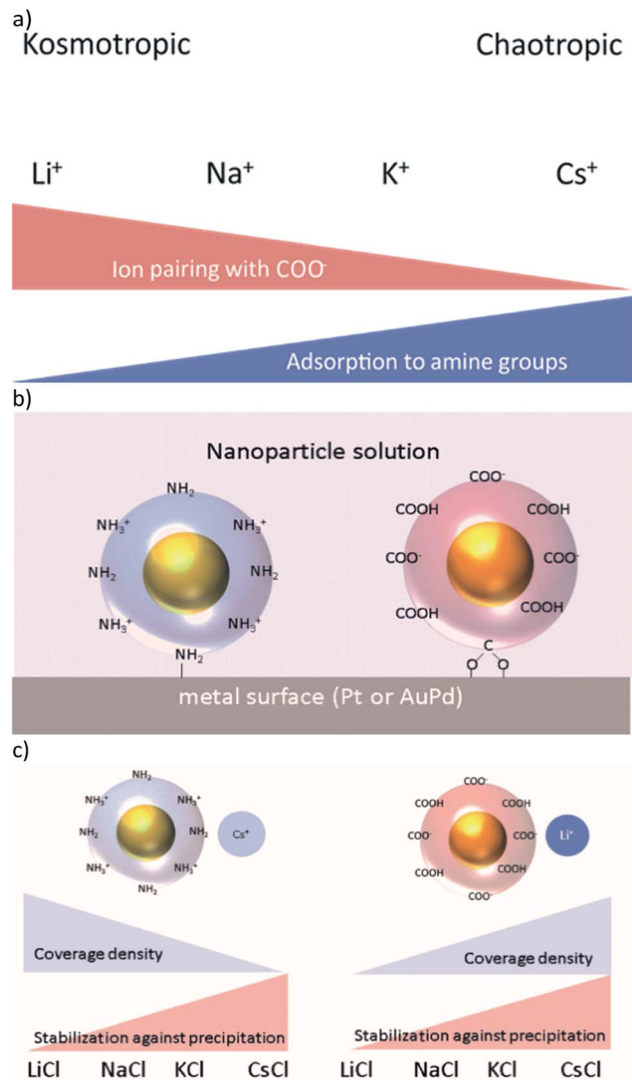 a)
Kosmotropic Chaotropic
Li⁺ Na⁺ K⁺ Cs⁺
Ion pairing with COO⁻
Adsorption to amine groups
b)
Nanoparticle solution
NH₂ COO⁻
NH₃⁺ NH₃⁺ COOH COOH
NH₂ NH₂ COO⁻ COO⁻
NH₃⁺ NH₃⁺ COOH COOH
NH₂ C
O O
metal surface (Pt or AuPd)
c)
NH₂ COO⁻
NH₃⁺ NH₃⁺ COOH COOH
NH₂ NH₂ Cs⁺ COO⁻ COO⁻ Li⁺
NH₃⁺ NH₃⁺ COOH COOH
NH₂ COO⁻
Coverage density Coverage density
Stabilization against precipitation Stabilization against precipitation
LiCl NaCl KCl CsCl LiCl NaCl KCl CsCl